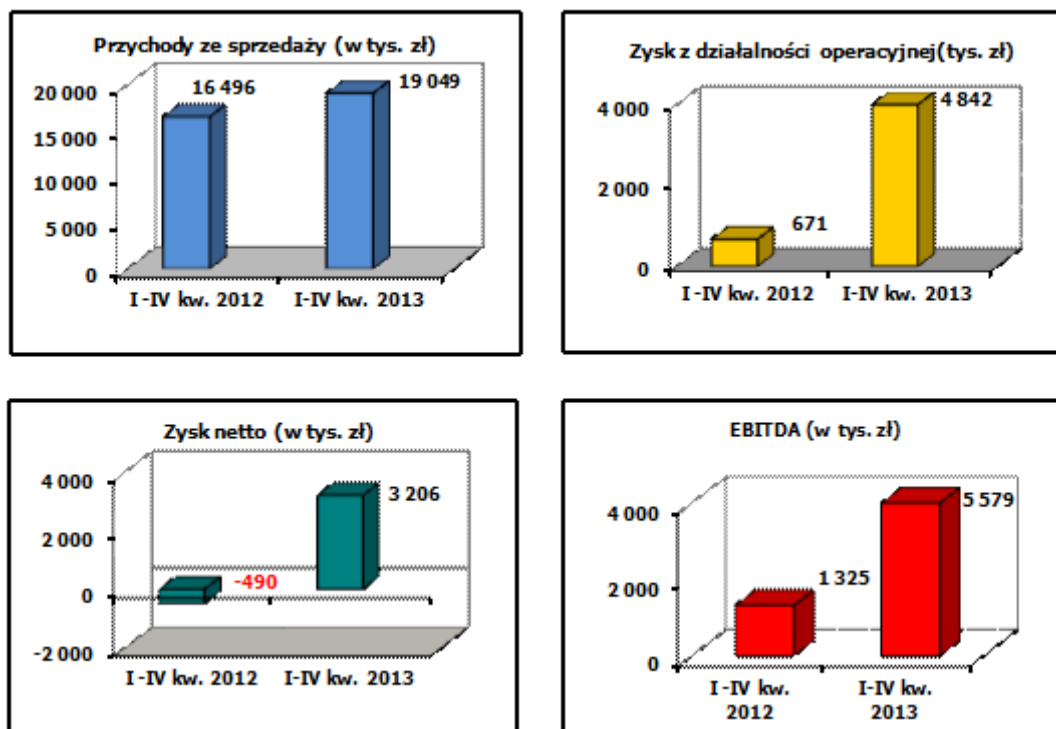 Przychody ze sprzedaży (w tys. zł)
20 000
15 000
10 000
5 000
0
16 496
19 049
I-IV kw. 2012
I-IV kw. 2013
Zysk z działalności operacyjnej(tys. zł)
4 000
2 000
0
671
4 842
I-IV kw. 2012
I-IV kw. 2013
Zysk netto (w tys. zł)
4 000
2 000
0
-2 000
-490
3 206
I-IV kw. 2012
I-IV kw. 2013
EBITDA (w tys. zł)
4 000
2 000
0
1 325
5 579
I-IV kw.
2012
I-IV kw.
2013